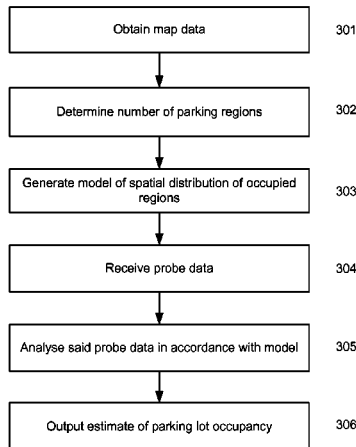 Obtain map data 301
Determine number of parking regions 302
Generate model of spatial distribution of occupied
regions 303
Receive probe data 304
Analyse said probe data in accordance with model 305
Output estimate of parking lot occupancy 306